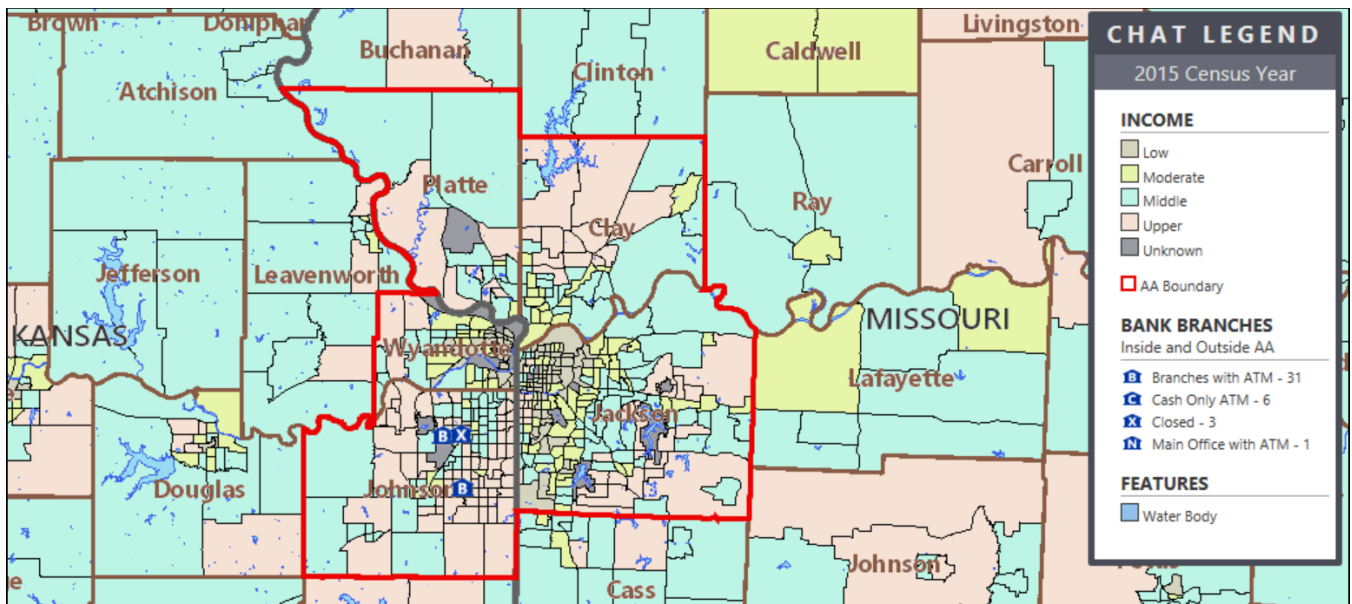 Brown
Doniphan
Buchanan
Clinton
Caldwell
Livingston
Atchison
Carroll
Platte
Clay
Ray
Jefferson
Leavenworth
KANSAS
MISSOURI
Wyandotte
Lafayette
Jackson
Douglas
Johnson
Johnson
Cass
CHAT LEGEND
2015 Census Year
INCOME
Low
Moderate
Middle
Upper
Unknown
AA Boundary
BANK BRANCHES
Inside and Outside AA
B Branches with ATM - 31
C Cash Only ATM - 6
X Closed - 3
N Main Office with ATM - 1
FEATURES
Water Body
B X
B